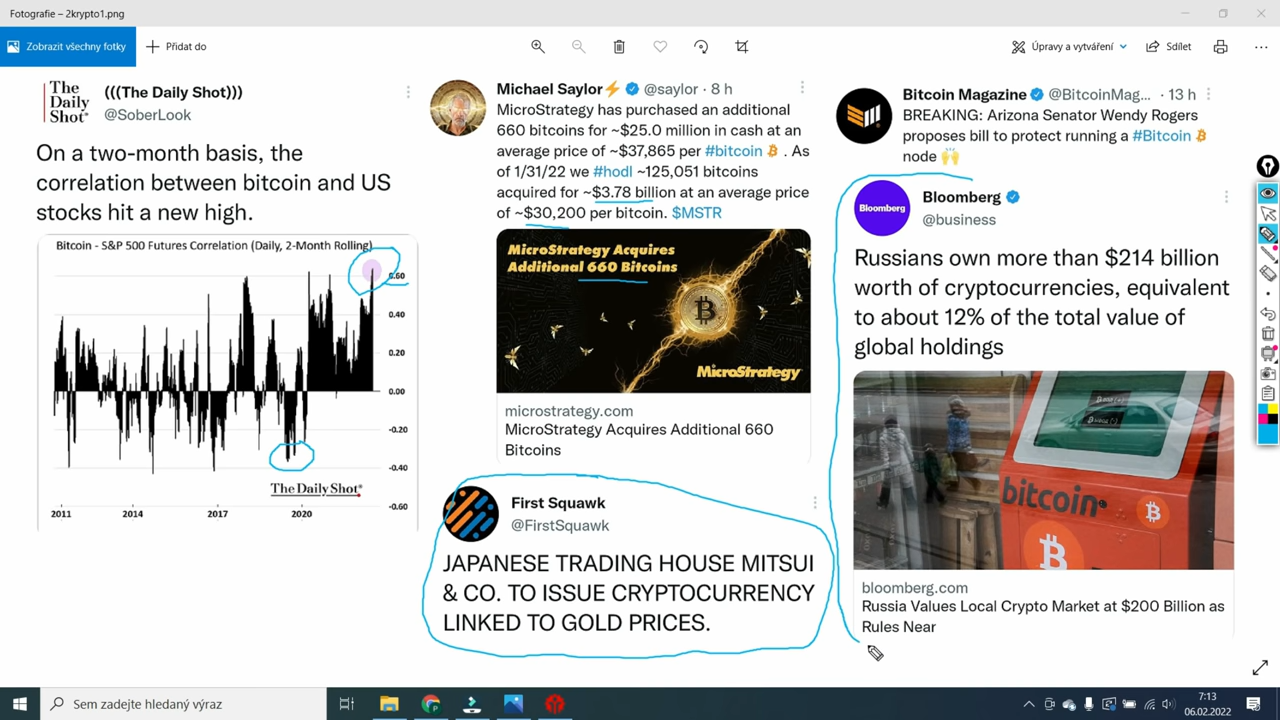 Fotografie – 2krypto1.png
Zobrazit všechny fotky
Přidat do
Úpravy a vytváření
Sdílet
The
Daily
Shot
(((The Daily Shot)))
@SoberLook
On a two-month basis, the
correlation between bitcoin and US
stocks hit a new high.
Bitcoin - S&P 500 Futures Correlation (Daily, 2-Month Rolling)
0.60
0.40
0.20
0.00
-0.20
-0.40
-0.60
The Daily Shot
2011
2014
2017
2020
Michael Saylor⚡ @saylor · 8 h
MicroStrategy has purchased an additional
660 bitcoins for ~$25.0 million in cash at an
average price of ~$37,865 per #bitcoin . As
of 1/31/22 we #hodl ~125,051 bitcoins
acquired for ~$3.78 billion at an average price
of ~$30,200 per bitcoin. $MSTR
MicroStrategy Acquires
Additional 660 Bitcoins
MicroStrategy
microstrategy.com
MicroStrategy Acquires Additional 660
Bitcoins
First Squawk
@FirstSquawk
JAPANESE TRADING HOUSE MITSUI
& CO. TO ISSUE CRYPTOCURRENCY
LINKED TO GOLD PRICES.
Bitcoin Magazine @BitcoinMag... · 13 h
BREAKING: Arizona Senator Wendy Rogers
proposes bill to protect running a #Bitcoin
node 🙌
Bloomberg
Bloomberg
@business
Russians own more than $214 billion
worth of cryptocurrencies, equivalent
to about 12% of the total value of
global holdings
bitcoin
bloomberg.com
Russia Values Local Crypto Market at $200 Billion as
Rules Near
Sem zadejte hledaný výraz
7:13
06.02.2022